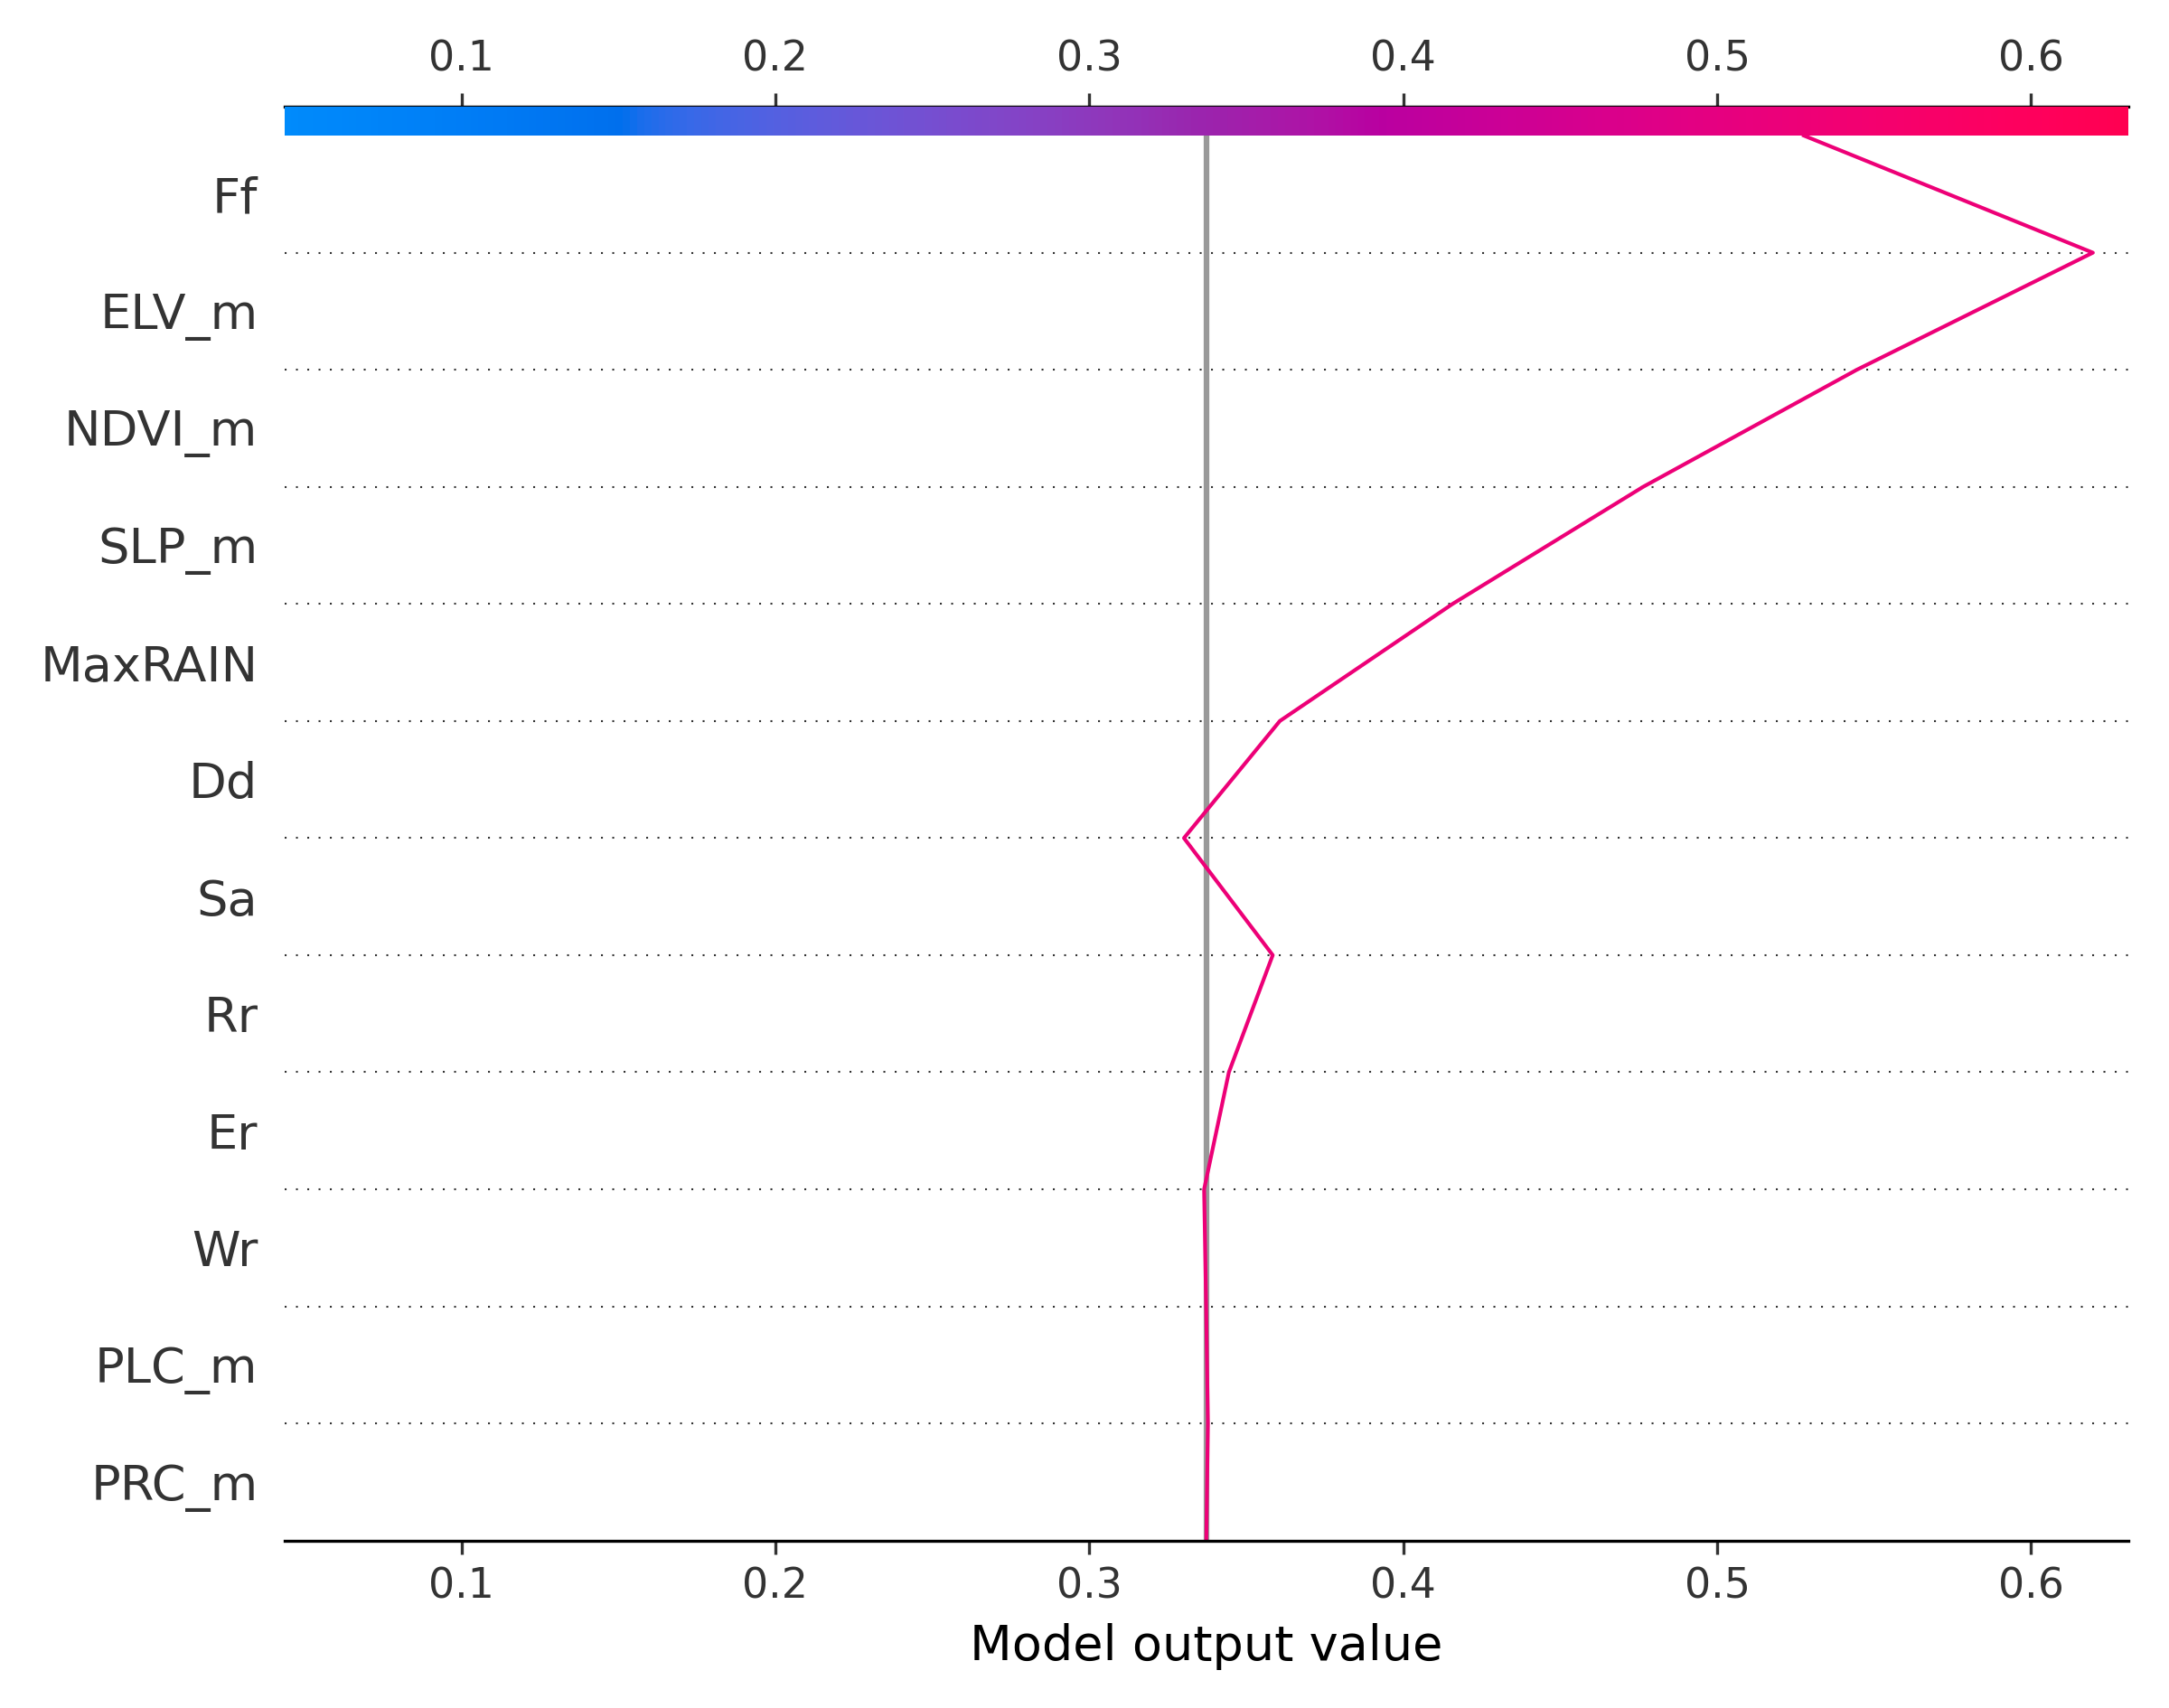 0.1 0.2 0.3 0.4 0.5 0.6
Ff
ELV_m
NDVI_m
SLP_m
MaxRAIN
Dd
Sa
Rr
Er
Wr
PLC_m
PRC_m
0.1 0.2 0.3 0.4 0.5 0.6
Model output value